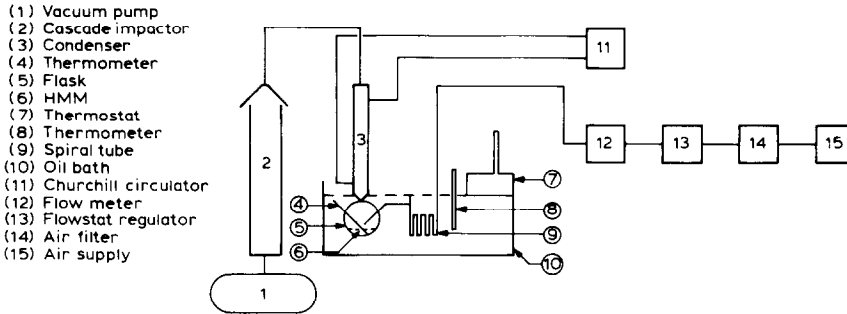 (1) Vacuum pump
(2) Cascade impactor
(3) Condenser
(4) Thermometer
(5) Flask
(6) HMM
(7) Thermostat
(8) Thermometer
(9) Spiral tube
(10) Oil bath
(11) Churchill circulator
(12) Flow meter
(13) Flowstat regulator
(14) Air filter
(15) Air supply
11
2
3
12
13
14
15
4
5
6
7
8
9
10
1